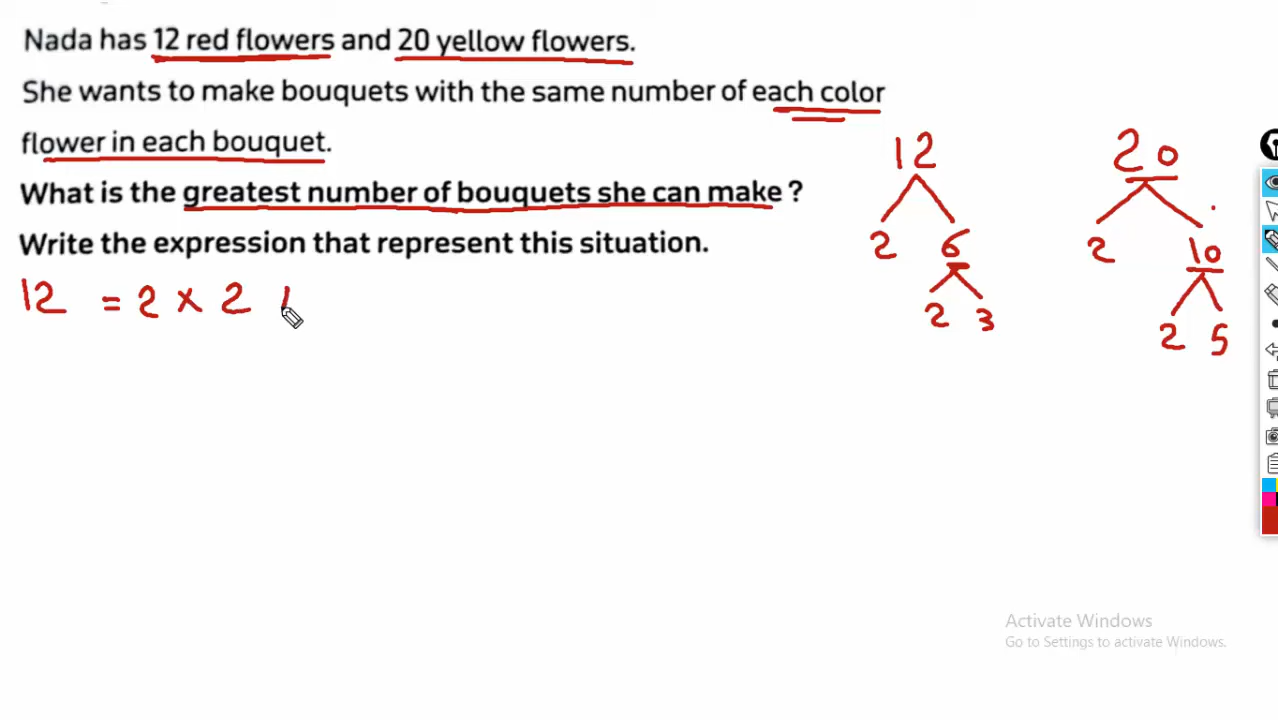 Nada has 12 red flowers and 20 yellow flowers.
She wants to make bouquets with the same number of each color
flower in each bouquet.
What is the greatest number of bouquets she can make?
Write the expression that represent this situation.
12 = 2 × 2
12
2 6
2 3
20
2 10
2 5
Activate Windows
Go to Settings to activate Windows.